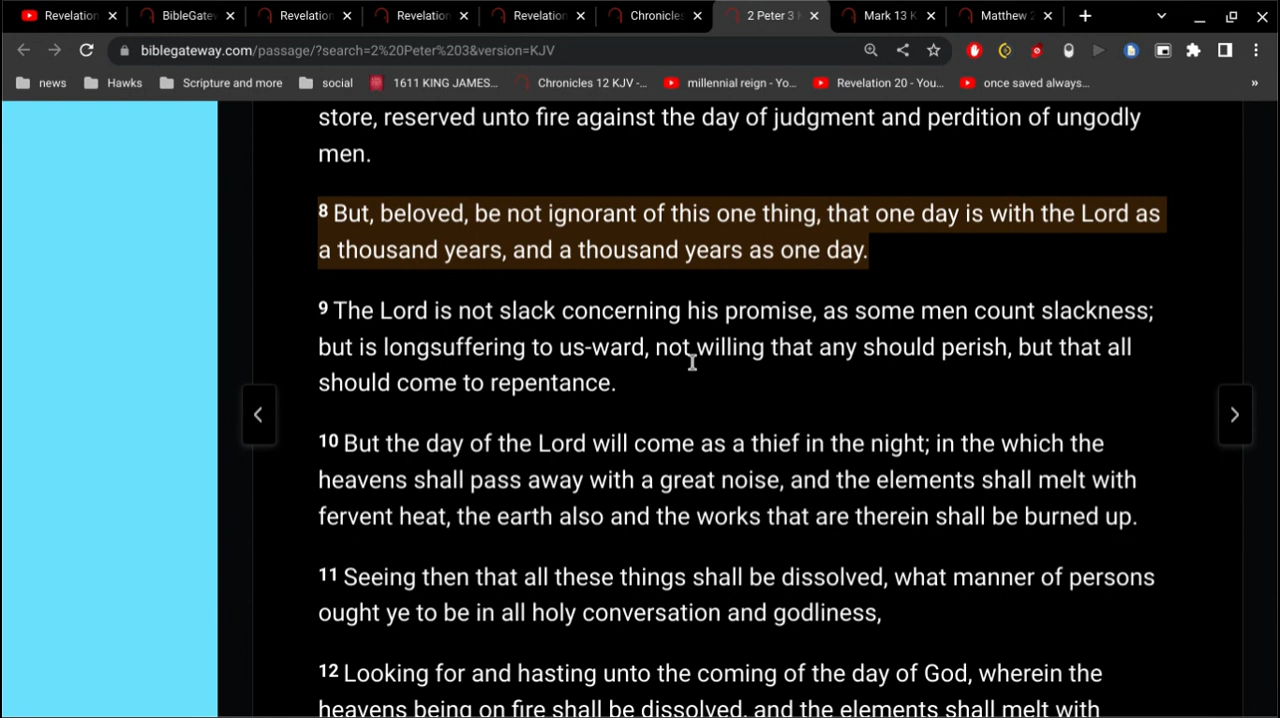 Revelation
BibleGatew
Revelation
Revelation
Revelation
Chronicles
2 Peter 3 K
Mark 13 K
Matthew 2
biblegateway.com/passage/?search=2%20Peter%203&version=KJV
news
Hawks
Scripture and more
social
1611 KING JAMES...
Chronicles 12 KJV -...
millennial reign - Yo...
Revelation 20 - You...
once saved always...
»
store, reserved unto fire against the day of judgment and perdition of ungodly
men.
8 But, beloved, be not ignorant of this one thing, that one day is with the Lord as
a thousand years, and a thousand years as one day.
9 The Lord is not slack concerning his promise, as some men count slackness;
but is longsuffering to us-ward, not willing that any should perish, but that all
should come to repentance.
10 But the day of the Lord will come as a thief in the night; in the which the
heavens shall pass away with a great noise, and the elements shall melt with
fervent heat, the earth also and the works that are therein shall be burned up.
11 Seeing then that all these things shall be dissolved, what manner of persons
ought ye to be in all holy conversation and godliness,
12 Looking for and hasting unto the coming of the day of God, wherein the
heavens being on fire shall be dissolved, and the elements shall melt with